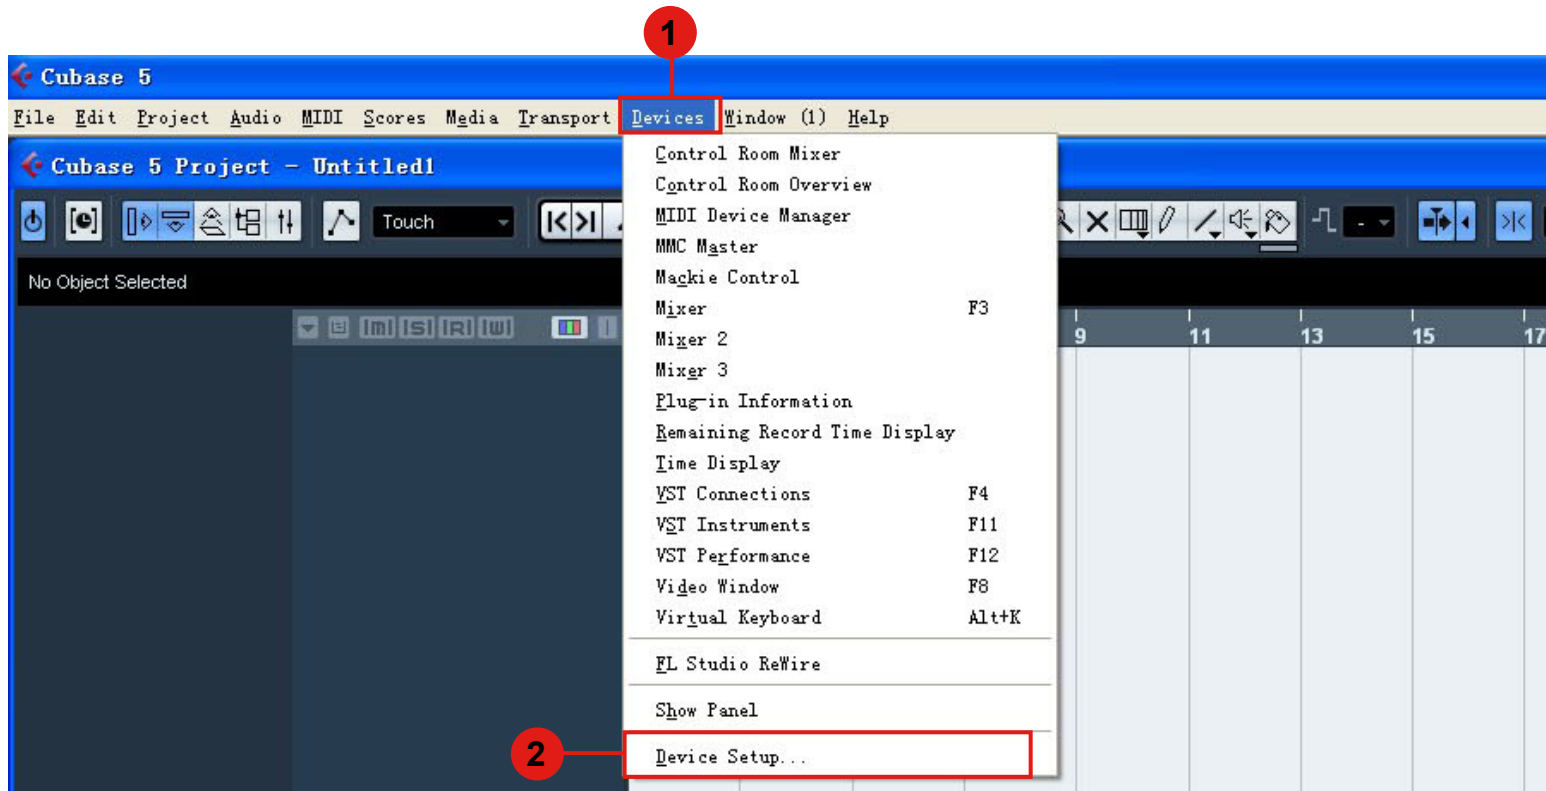 1
Cubase 5
File Edit Project Audio MIDI Scores Media Transport Devices Window (1) Help
Cubase 5 Project - Untitled1
Touch
No Object Selected
m S R W
9 11 13 15 17
Control Room Mixer
Control Room Overview
MIDI Device Manager
MMC Master
Mackie Control
Mixer F3
Mixer 2
Mixer 3
Plug-in Information
Remaining Record Time Display
Time Display
VST Connections F4
VST Instruments F11
VST Performance F12
Video Window F8
Virtual Keyboard Alt+K
FL Studio ReWire
Show Panel
2
Device Setup...